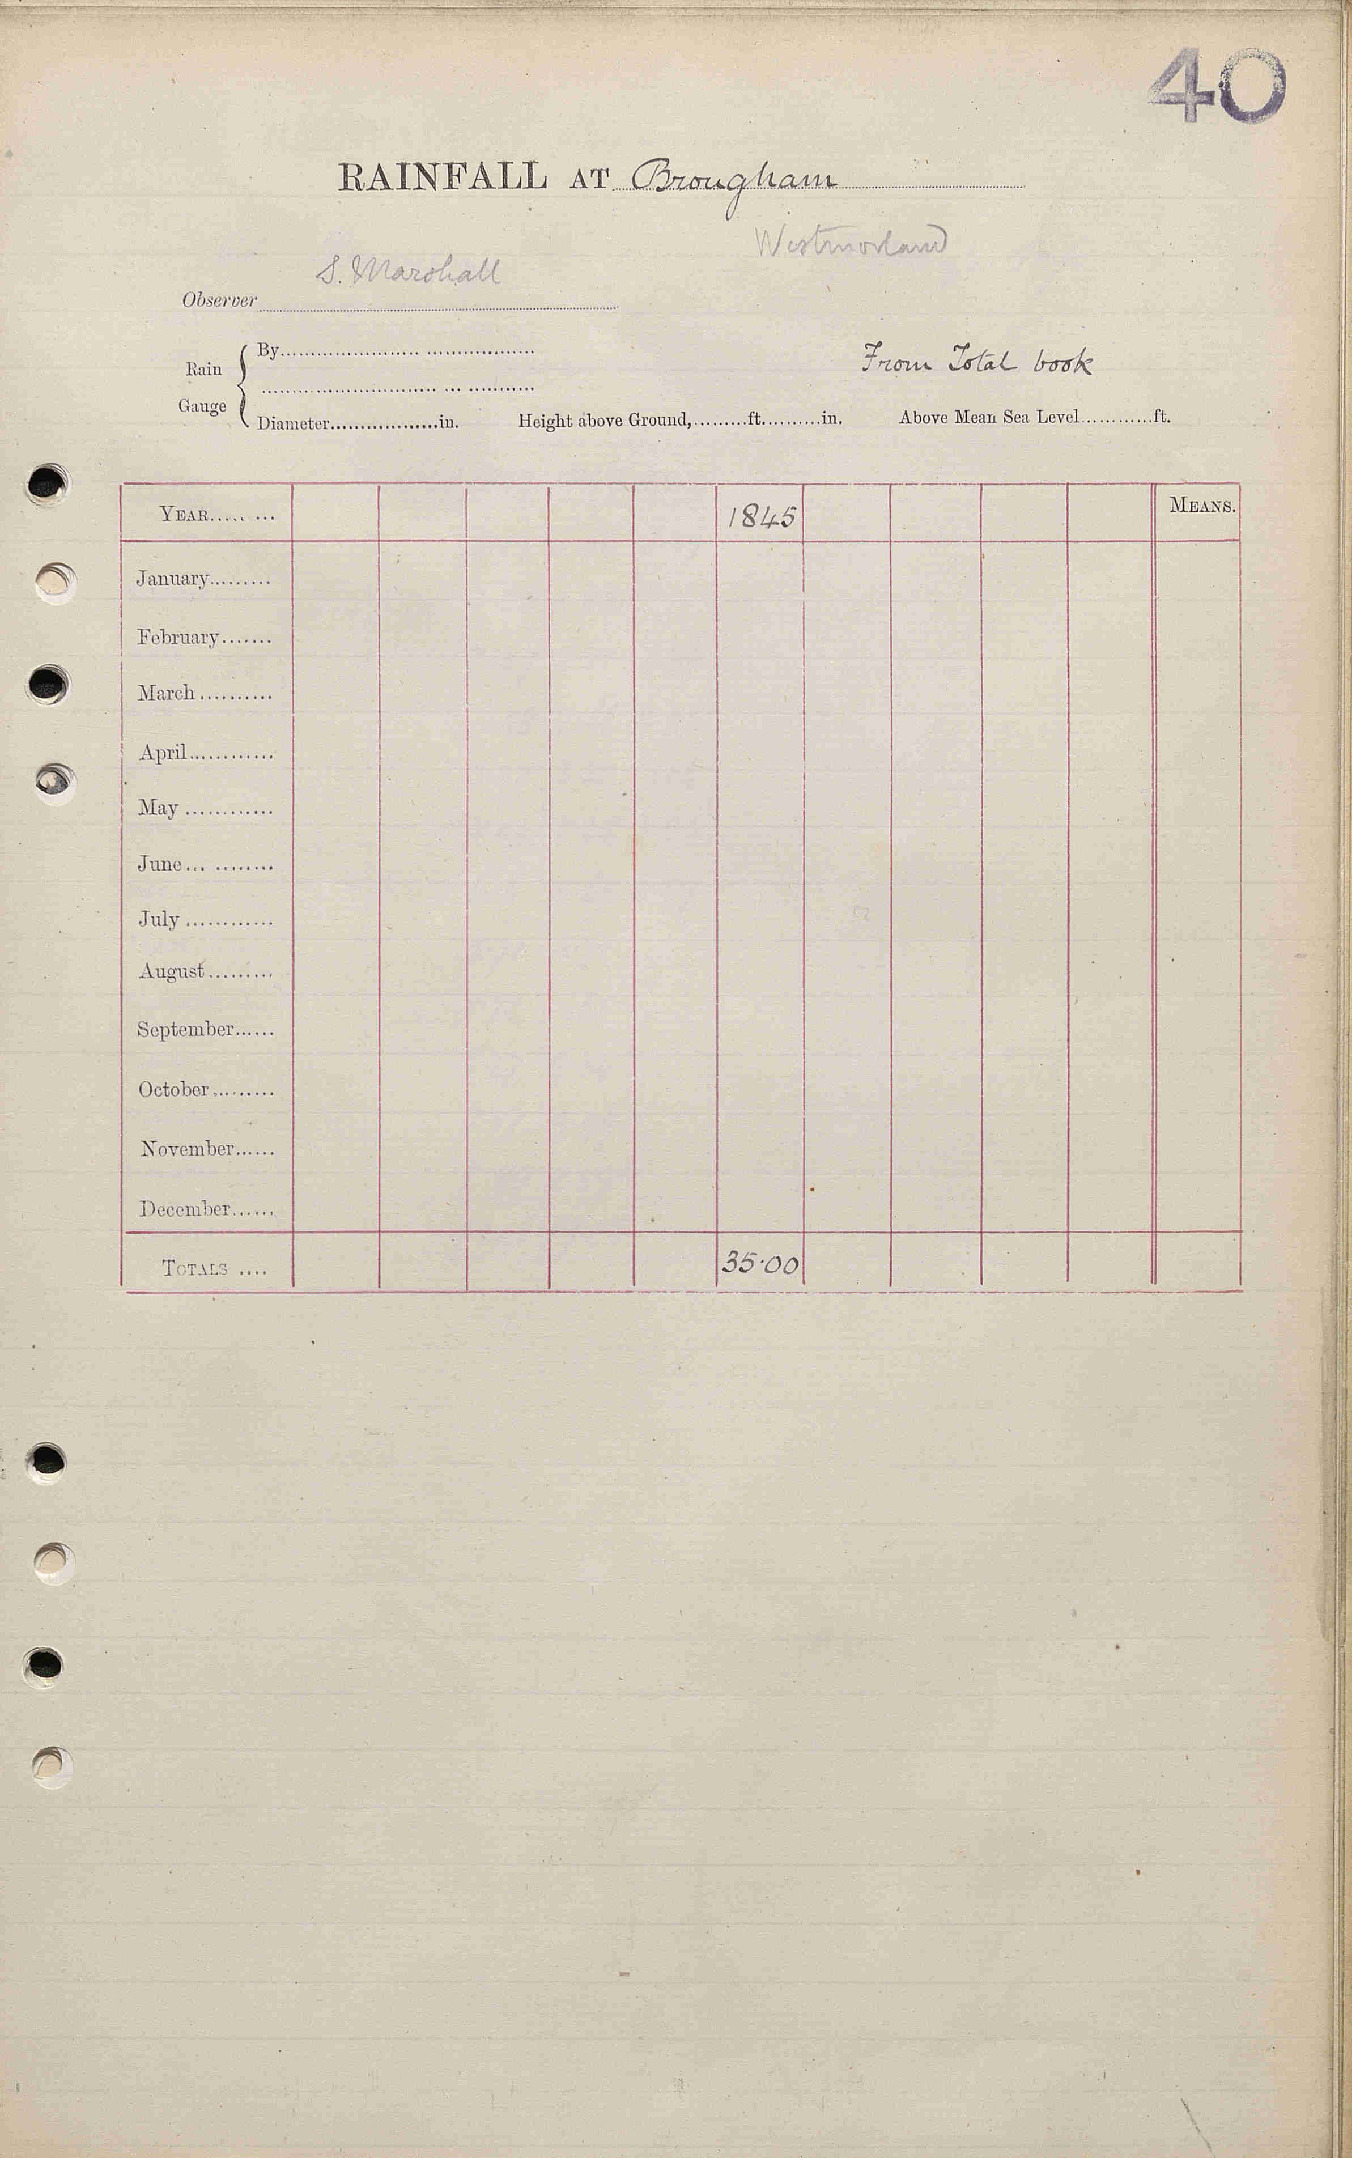 40
RAINFALL AT Brougham
Westmorland
S. Marshall
Observer
Rain Gauge { By
From Total book
Diameter..................in. Height above Ground,.........ft..........in. Above Mean Sea Level............ft.
YEAR........ 1845 MEANS.
January.........
February.......
March..........
April............
May............
June...........
July............
August.........
September......
October.........
November......
December......
TOTALS .... 35·00